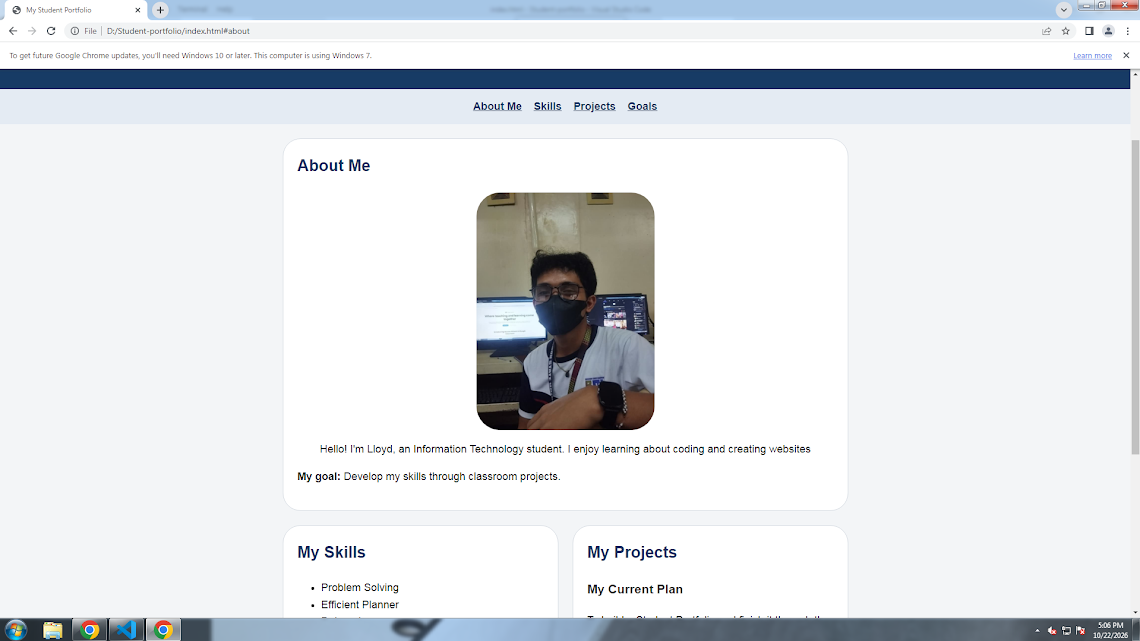 My Student Portfolio
File
D:/Student-portfolio/index.html#about
To get future Google Chrome updates, you'll need Windows 10 or later. This computer is using Windows 7.
Learn more
About Me Skills Projects Goals
About Me
Hello! I'm Lloyd, an Information Technology student. I enjoy learning about coding and creating websites
My goal: Develop my skills through classroom projects.
My Skills
• Problem Solving
• Efficient Planner
My Projects
My Current Plan
5:06 PM
10/22/2026